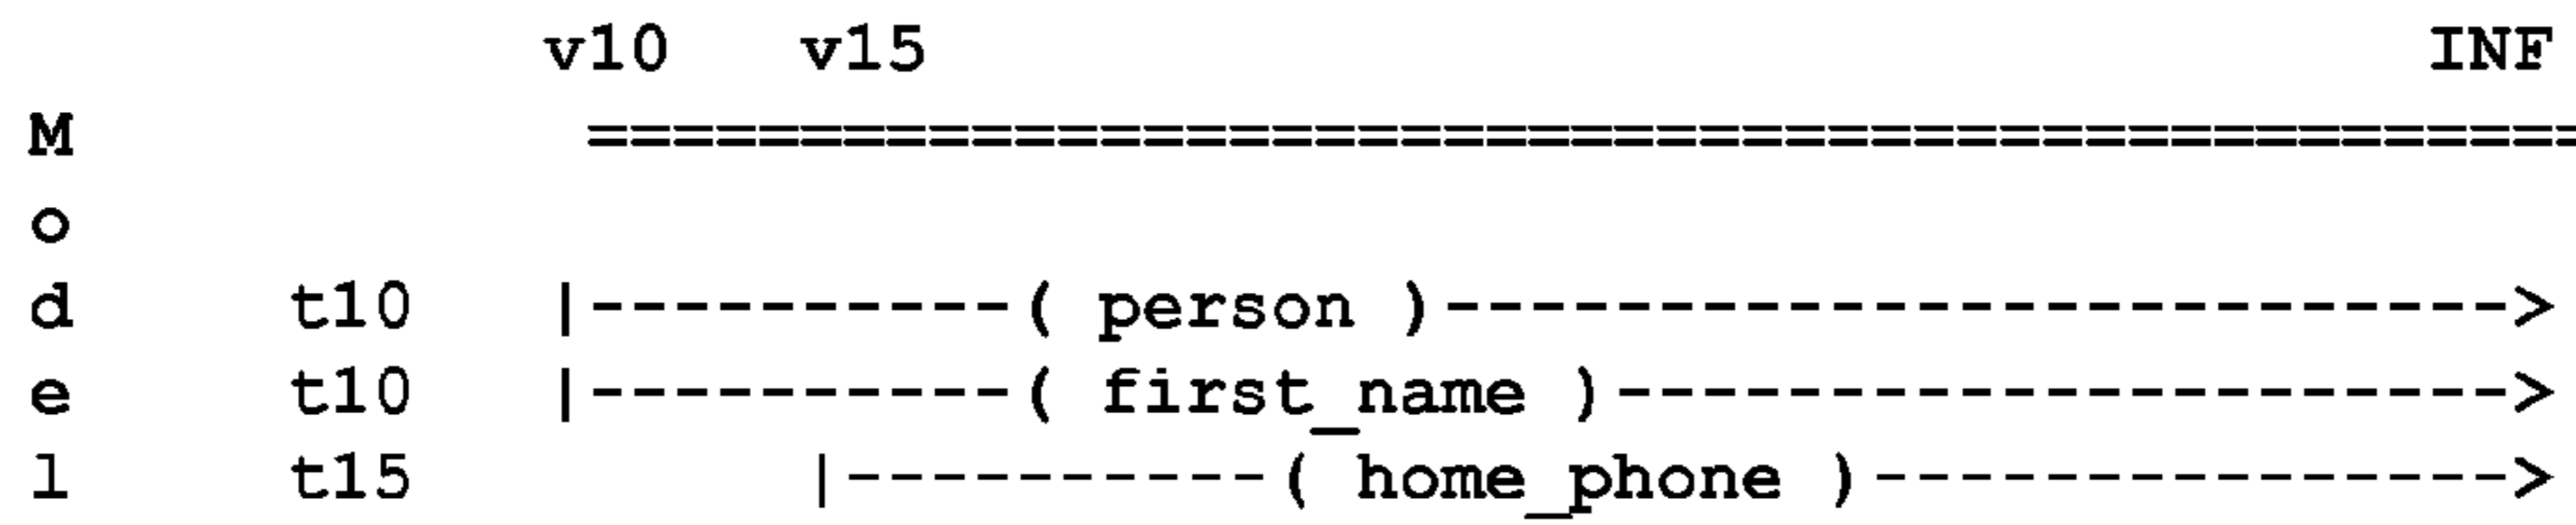 v10 v15 INF
M ===============================================
o
d t10 |----------( person )------------------------->
e t10 |----------( first_name )--------------------->
l t15 |----------( home_phone )--------------->